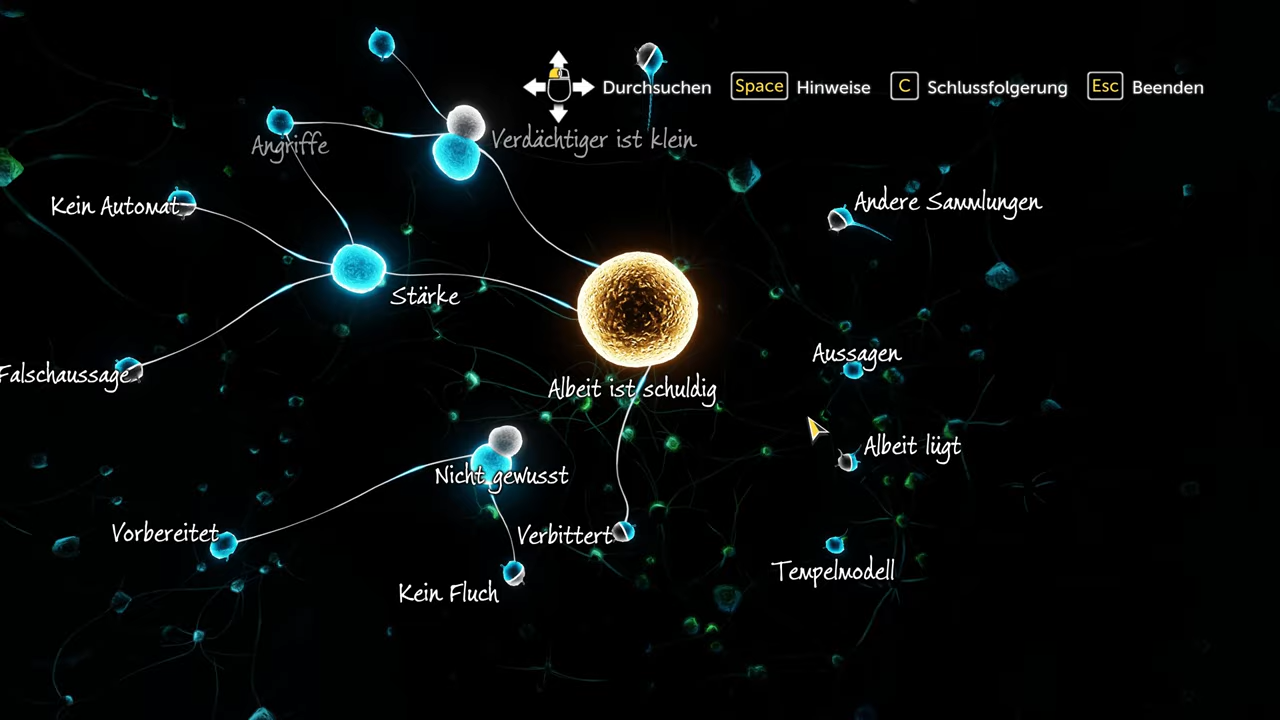 Durchsuchen
Space Hinweise
C Schlussfolgerung
Esc Beenden
Verdächtiger ist klein
Angriffe
Kein Automat
Andere Sammlungen
Stärke
Aussagen
Falschaussage
Albeit ist schuldig
Albeit lügt
Nicht gewusst
Vorbereitet
Verbittert
Tempelmodell
Kein Fluch